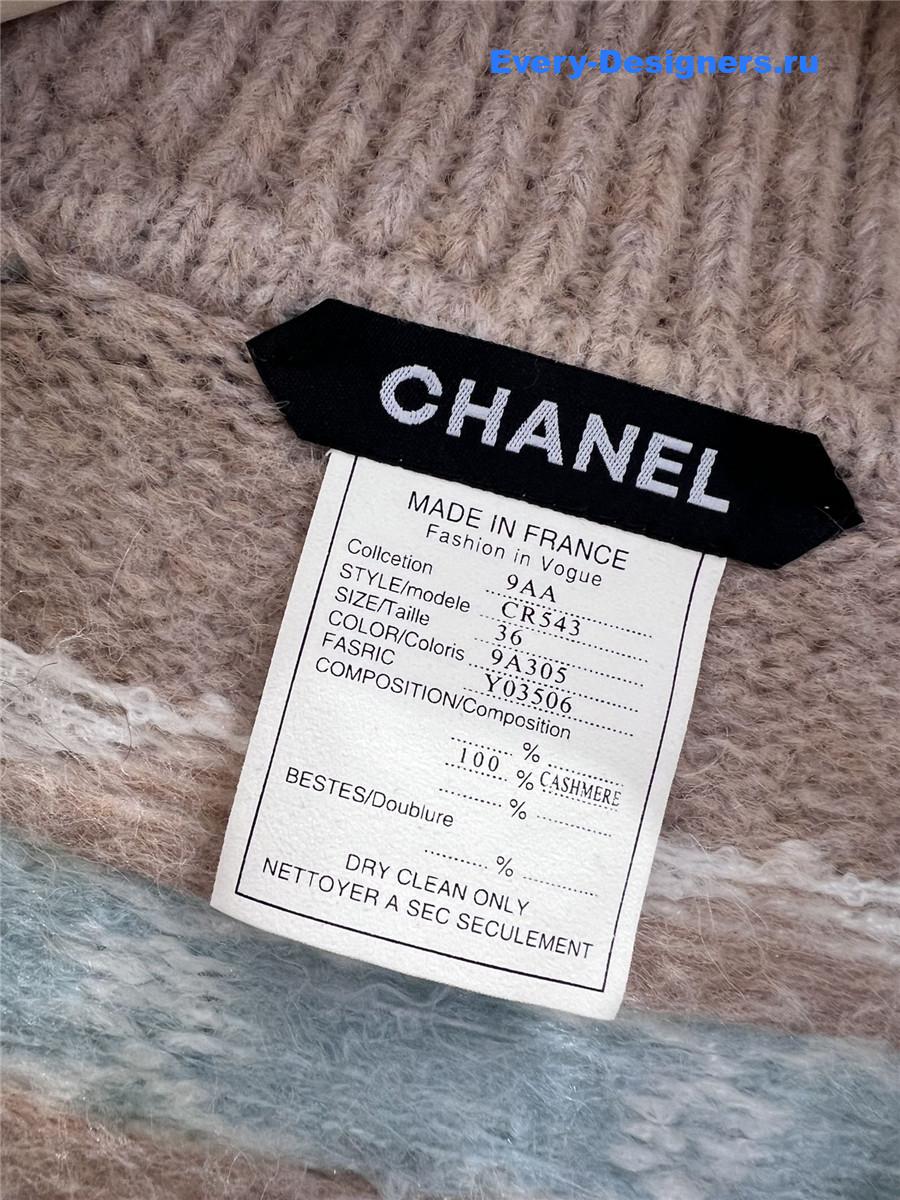 Every-Designers.ru
CHANEL
MADE IN FRANCE
Fashion in Vogue
Collcetion 9AA
STYLE/modele CR543
SIZE/Taille 36
COLOR/Coloris 9A305
FASRIC Y03506
COMPOSITION/Composition
%
100 % CASHMERE
%
BESTES/Doublure
%
DRY CLEAN ONLY
NETTOYER A SEC SECULEMENT